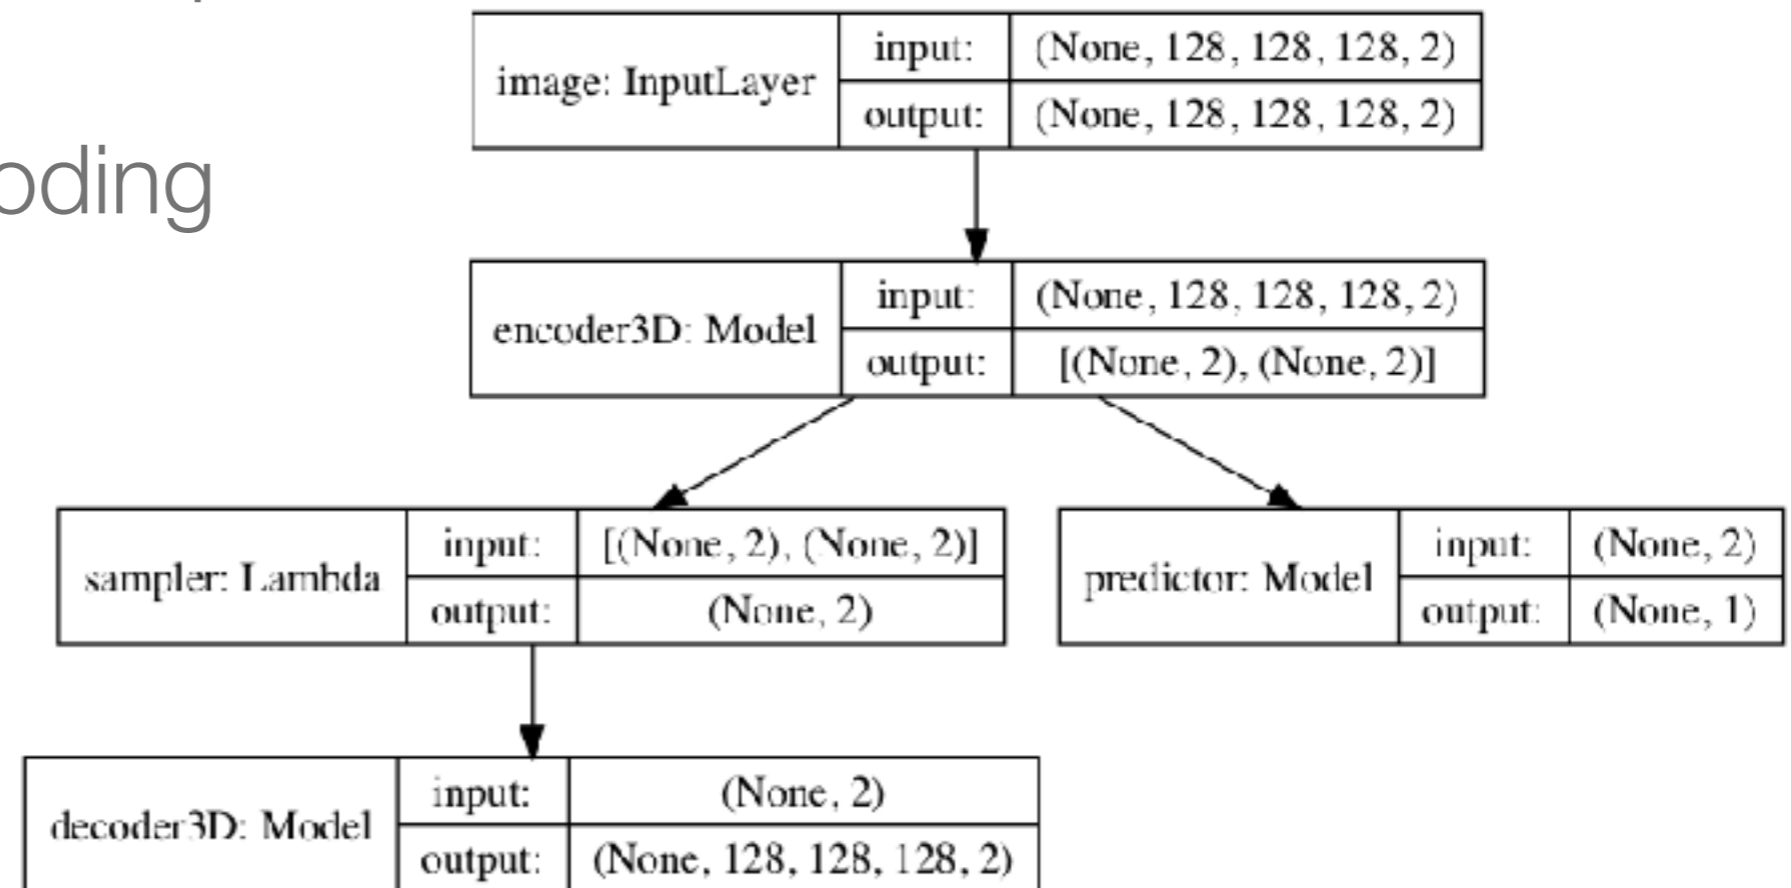 image: InputLayer
input: (None, 128, 128, 128, 2)
output: (None, 128, 128, 128, 2)
oding
encoder3D: Model
input: (None, 128, 128, 128, 2)
output: [(None, 2), (None, 2)]
sampler: Lambda
input: [(None, 2), (None, 2)]
output: (None, 2)
predictor: Model
input: (None, 2)
output: (None, 1)
decoder3D: Model
input: (None, 2)
output: (None, 128, 128, 128, 2)